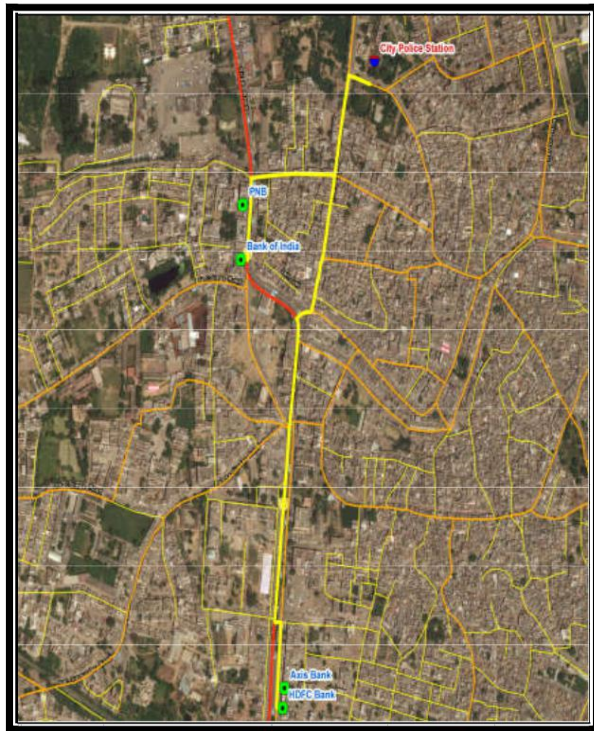 City Police Station
PNB
Bank of India
Axis Bank
HDFC Bank